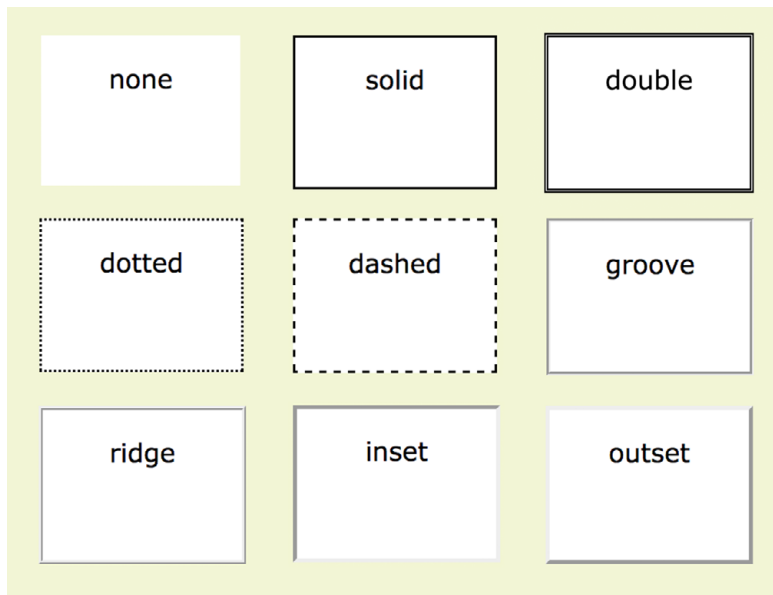 none
solid
double
dotted
dashed
groove
ridge
inset
outset